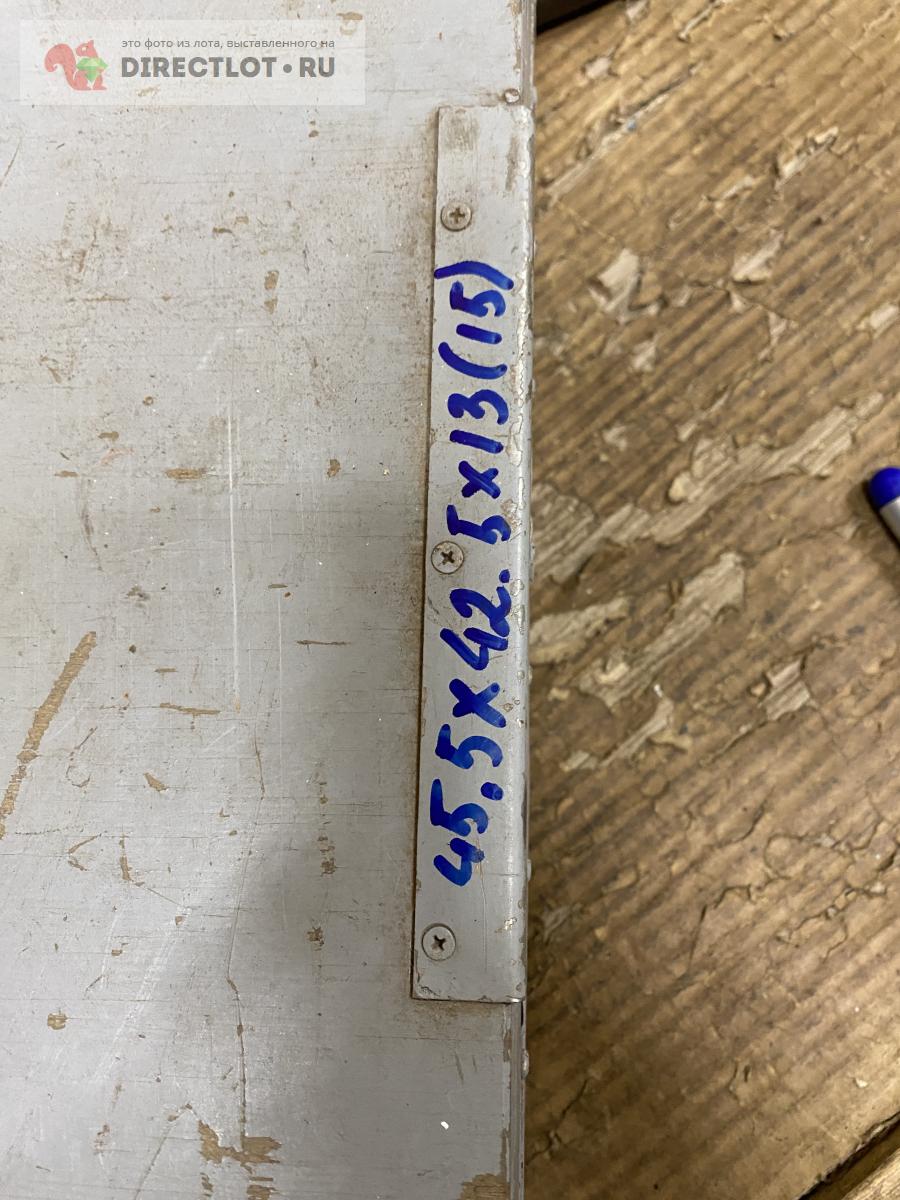 это фото из лота, выставленного на
DIRECTLOT•RU
45.5x42.5x13(15)